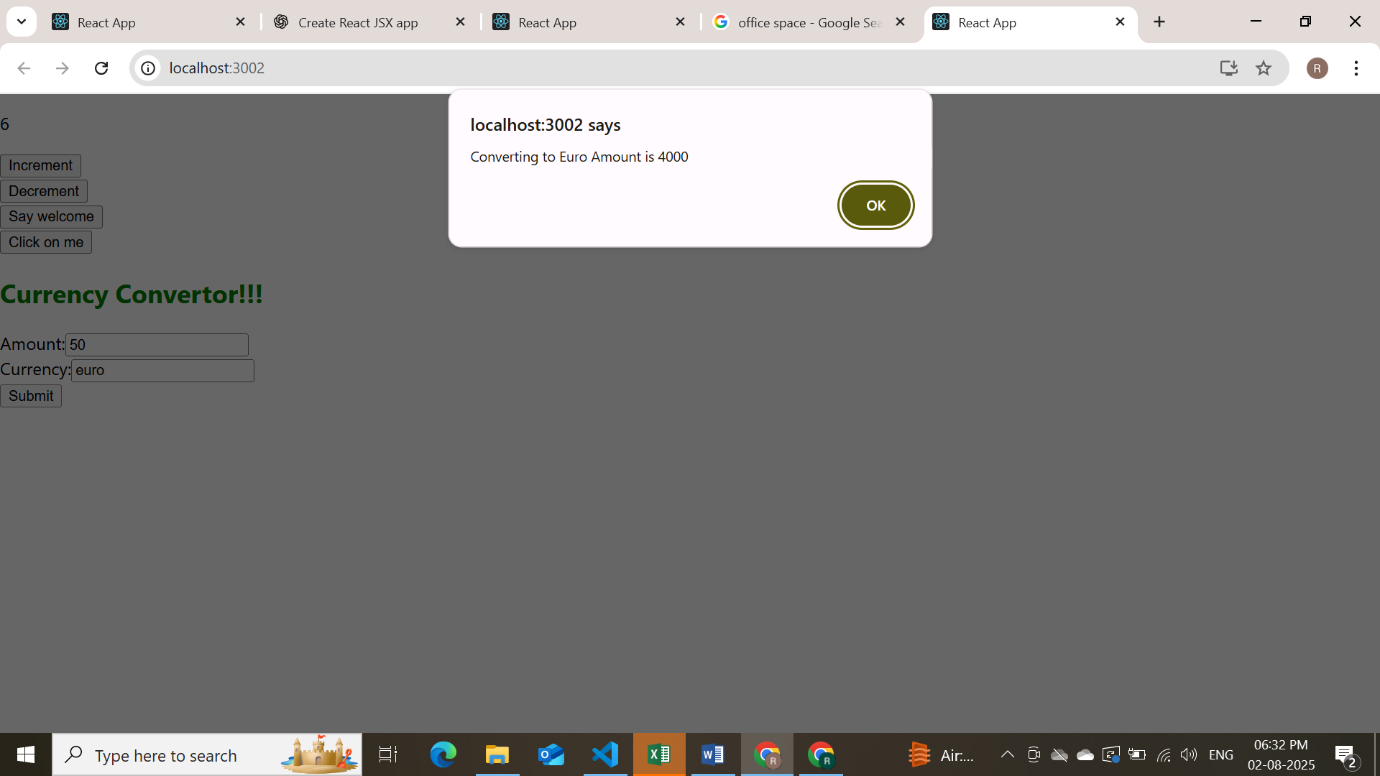 React App
Create React JSX app
React App
office space - Google Sea
React App
localhost:3002
R
localhost:3002 says
Converting to Euro Amount is 4000
OK
6
Increment
Decrement
Say welcome
Click on me
Currency Convertor!!!
Amount:50
Currency:euro
Submit
Type here to search
Air:...
ENG
06:32 PM
02-08-2025
2